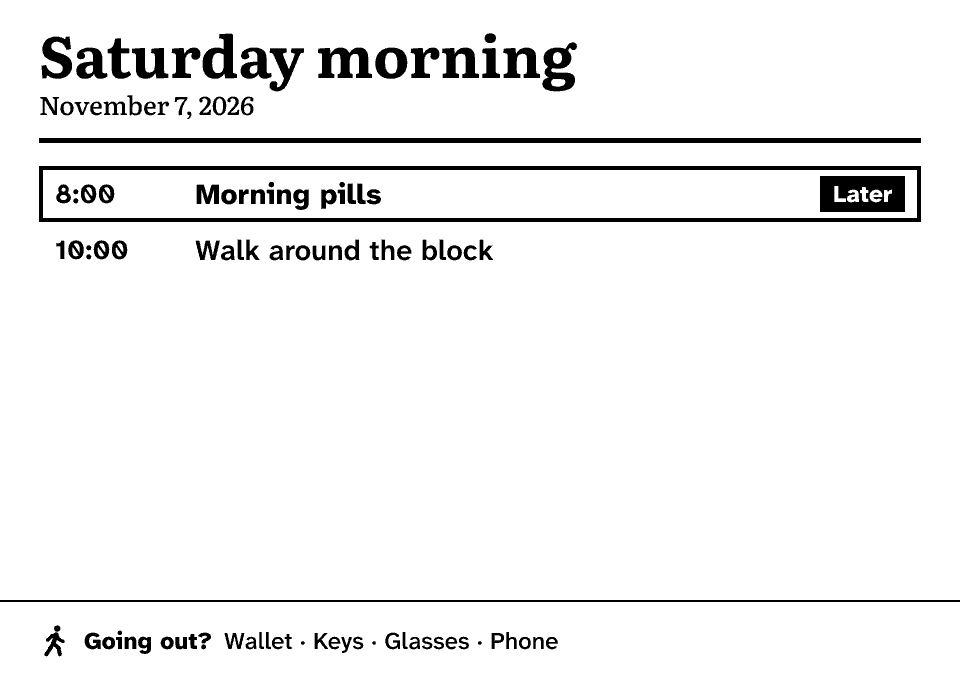 Saturday morning
November 7, 2026
8:00 Morning pills Later
10:00 Walk around the block
Going out? Wallet · Keys · Glasses · Phone